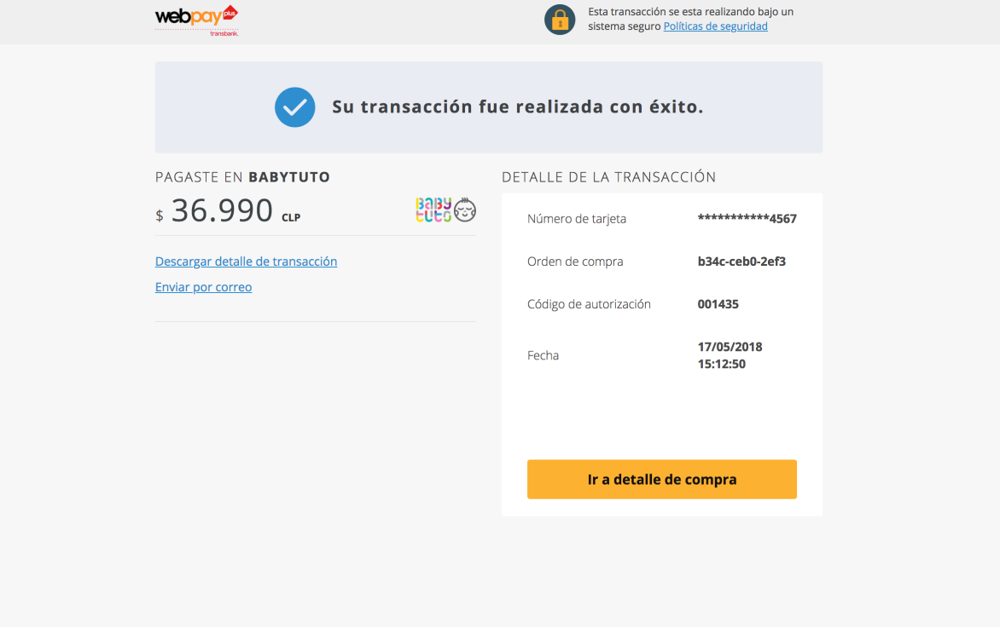 webpay plus
transbank.
Esta transacción se esta realizando bajo un
sistema seguro Políticas de seguridad
Su transacción fue realizada con éxito.
PAGASTE EN BABYTUTO
$ 36.990 CLP
BABY
tuto
Descargar detalle de transacción
Enviar por correo
DETALLE DE LA TRANSACCIÓN
Número de tarjeta ***********4567
Orden de compra b34c-ceb0-2ef3
Código de autorización 001435
Fecha 17/05/2018
15:12:50
Ir a detalle de compra